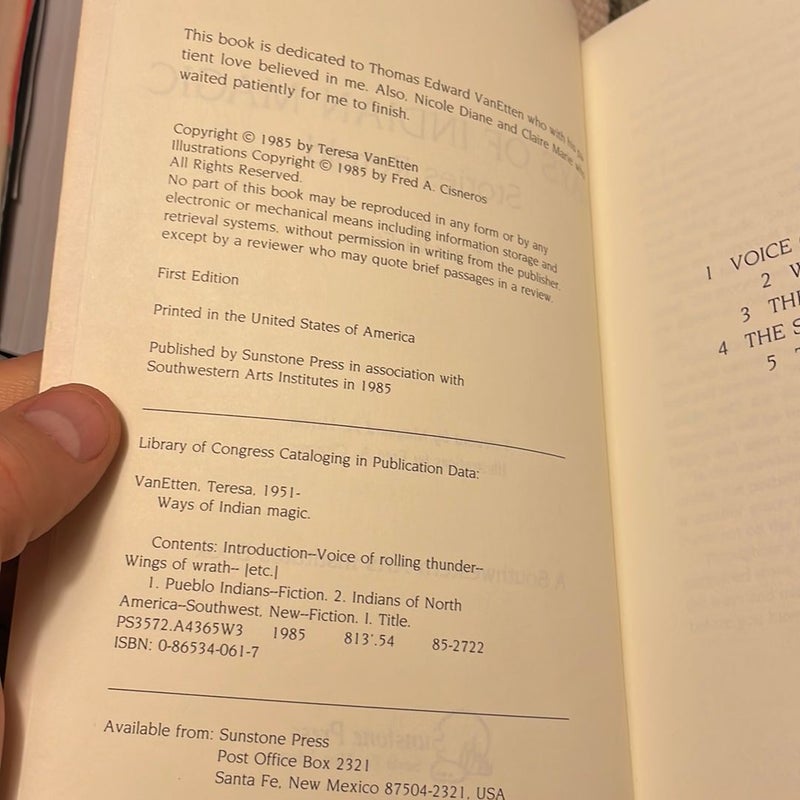 This book is dedicated to Thomas Edward VanEtten who with his pa
tient love believed in me. Also, Nicole Diane and Claire Marie who
waited patiently for me to finish.
Copyright © 1985 by Teresa VanEtten
Illustrations Copyright © 1985 by Fred A. Cisneros
All Rights Reserved.
No part of this book may be reproduced in any form or by any
electronic or mechanical means including information storage and
retrieval systems, without permission in writing from the publisher,
except by a reviewer who may quote brief passages in a review.
First Edition
Printed in the United States of America
Published by Sunstone Press in association with
Southwestern Arts Institutes in 1985
Library of Congress Cataloging in Publication Data:
VanEtten, Teresa, 1951-
Ways of Indian magic.
Contents: Introduction--Voice of rolling thunder--
Wings of wrath-- [etc.]
1. Pueblo Indians--Fiction. 2. Indians of North
America--Southwest, New--Fiction. I. Title.
PS3572.A4365W3 1985 813'.54 85-2722
ISBN: 0-86534-061-7
Available from: Sunstone Press
Post Office Box 2321
Santa Fe, New Mexico 87504-2321, USA
1 VOICE
2 W
3 THE
4 THE S
5